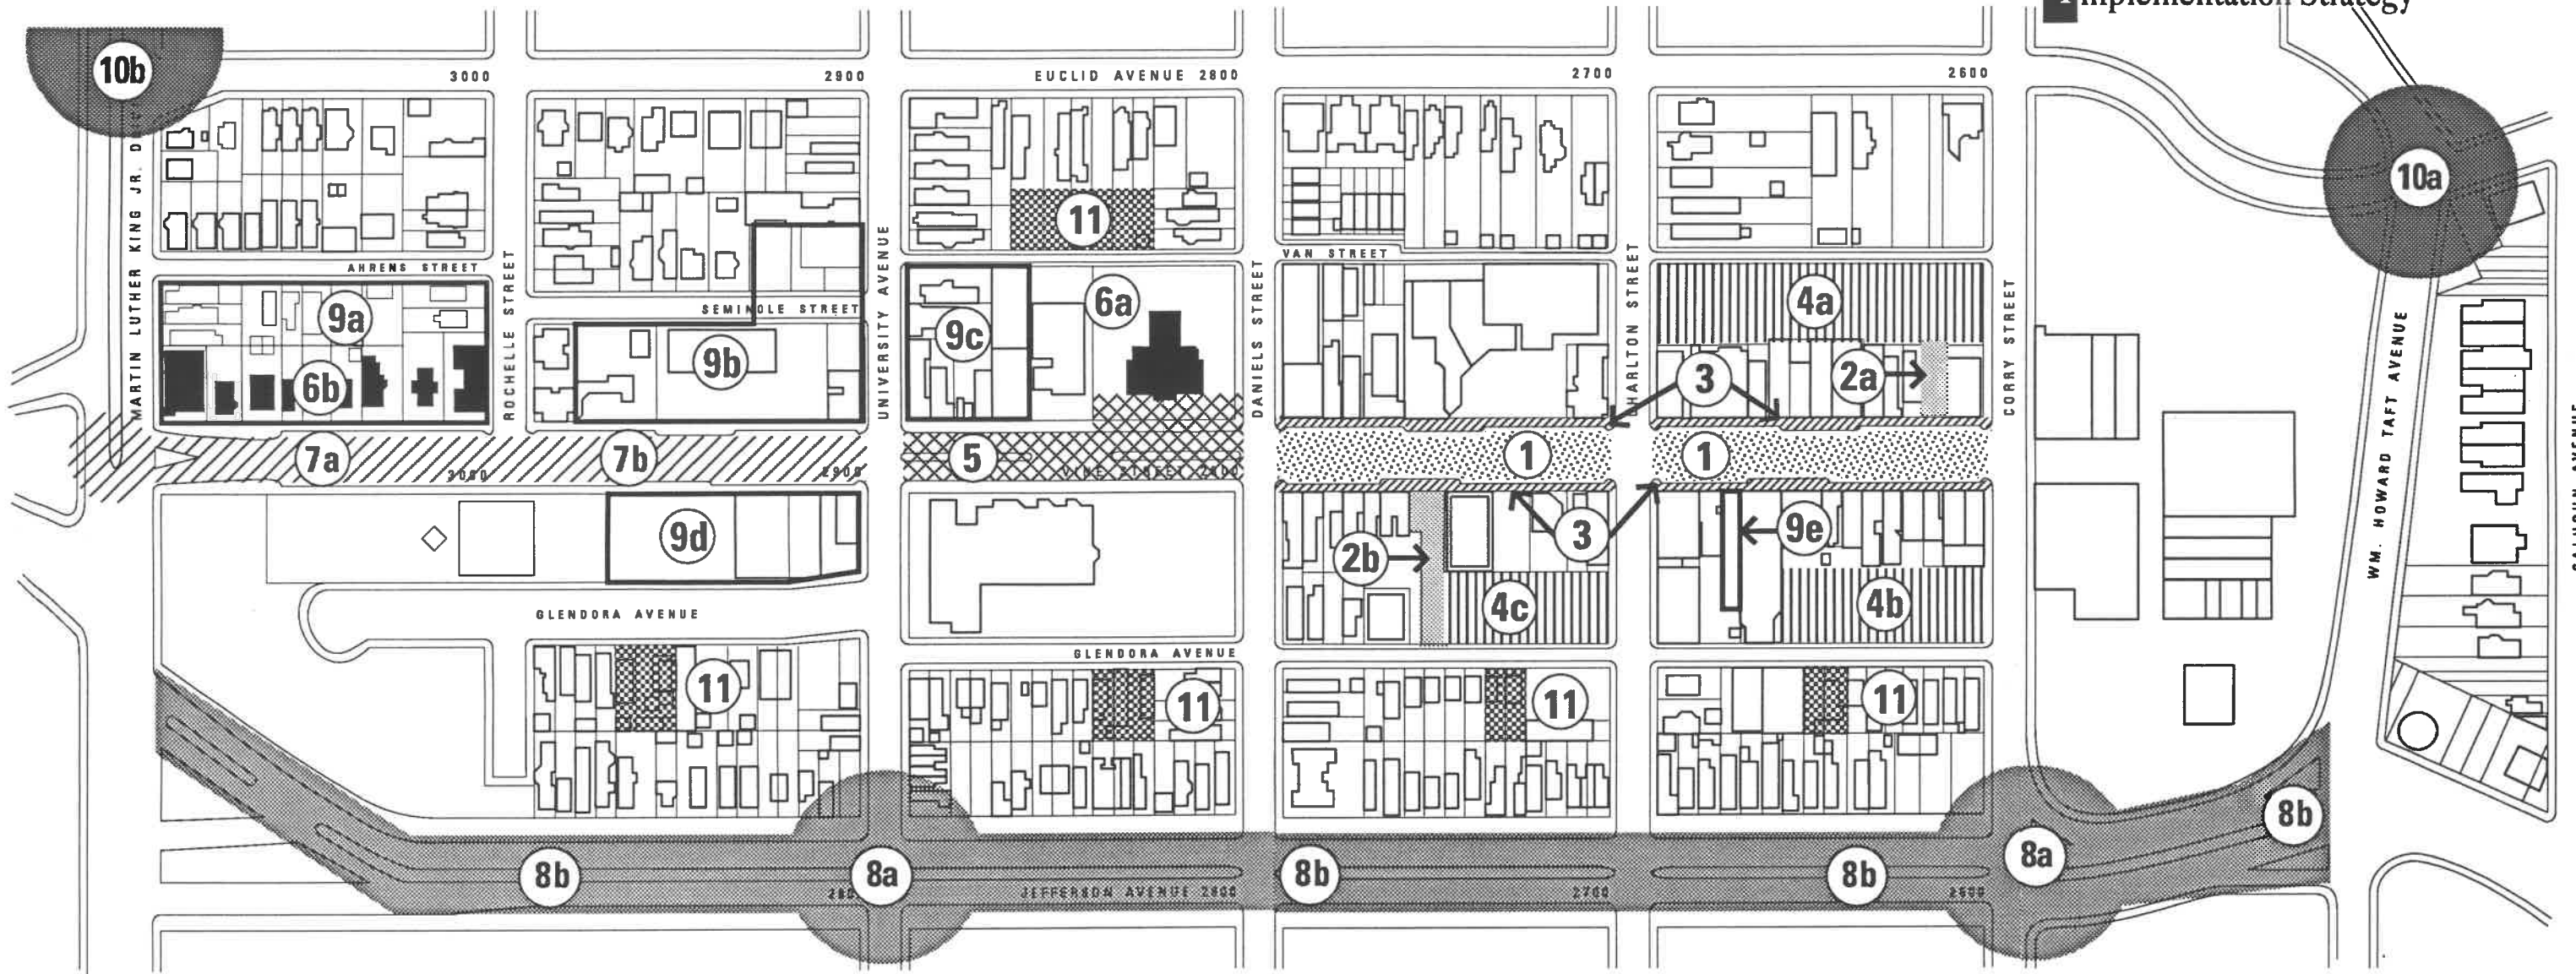 Implementation Strategy
10b
3000
2900
EUCLID AVENUE 2800
2700
2600
10a
11
MARTIN LUTHER KING JR.
AHRENS STREET
ROCHELLE STREET
UNIVERSITY AVENUE
DANIELS STREET
VAN STREET
CHARLTON STREET
CORRY STREET
WM. HOWARD TAFT AVENUE
SEMINOLE STREET
9a
6b
9b
9c
6a
4a
3
2a
7a
3000
7b
2900
5
VINE STREET 2800
1
1
9d
2b
3
9e
4c
4b
GLENDORA AVENUE
GLENDORA AVENUE
11
11
11
11
8b
8a
8b
8b
8a
8b
JEFFERSON AVENUE 2800
2700
2600